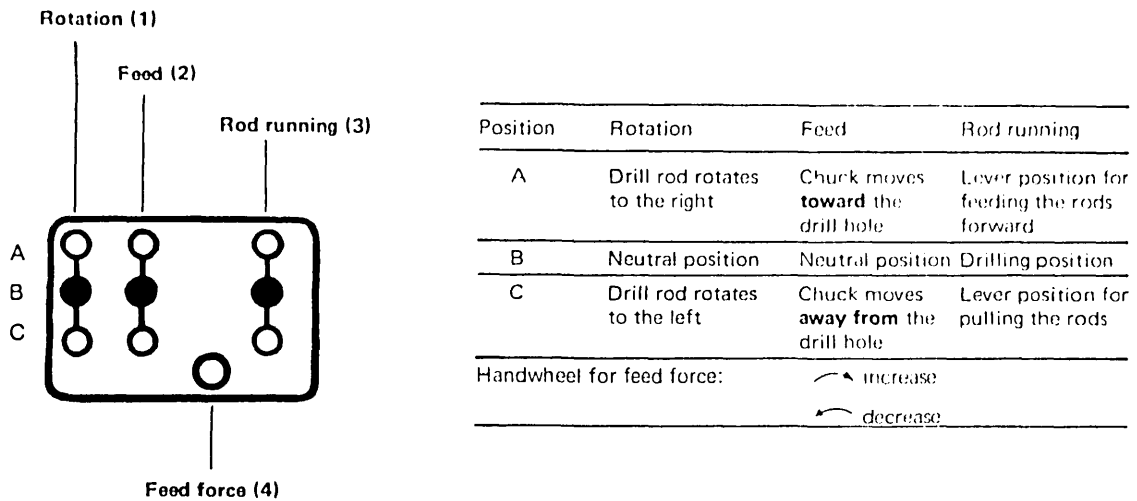 Rotation (1)
Feed (2)
Rod running (3)
A
B
C
Feed force (4)
Position Rotation Feed Rod running
A Drill rod rotates Chuck moves Lever position for
to the right toward the feeding the rods
drill hole forward
B Neutral position Neutral position Drilling position
C Drill rod rotates Chuck moves Lever position for
to the left away from the pulling the rods
drill hole
Handwheel for feed force: increase
decrease